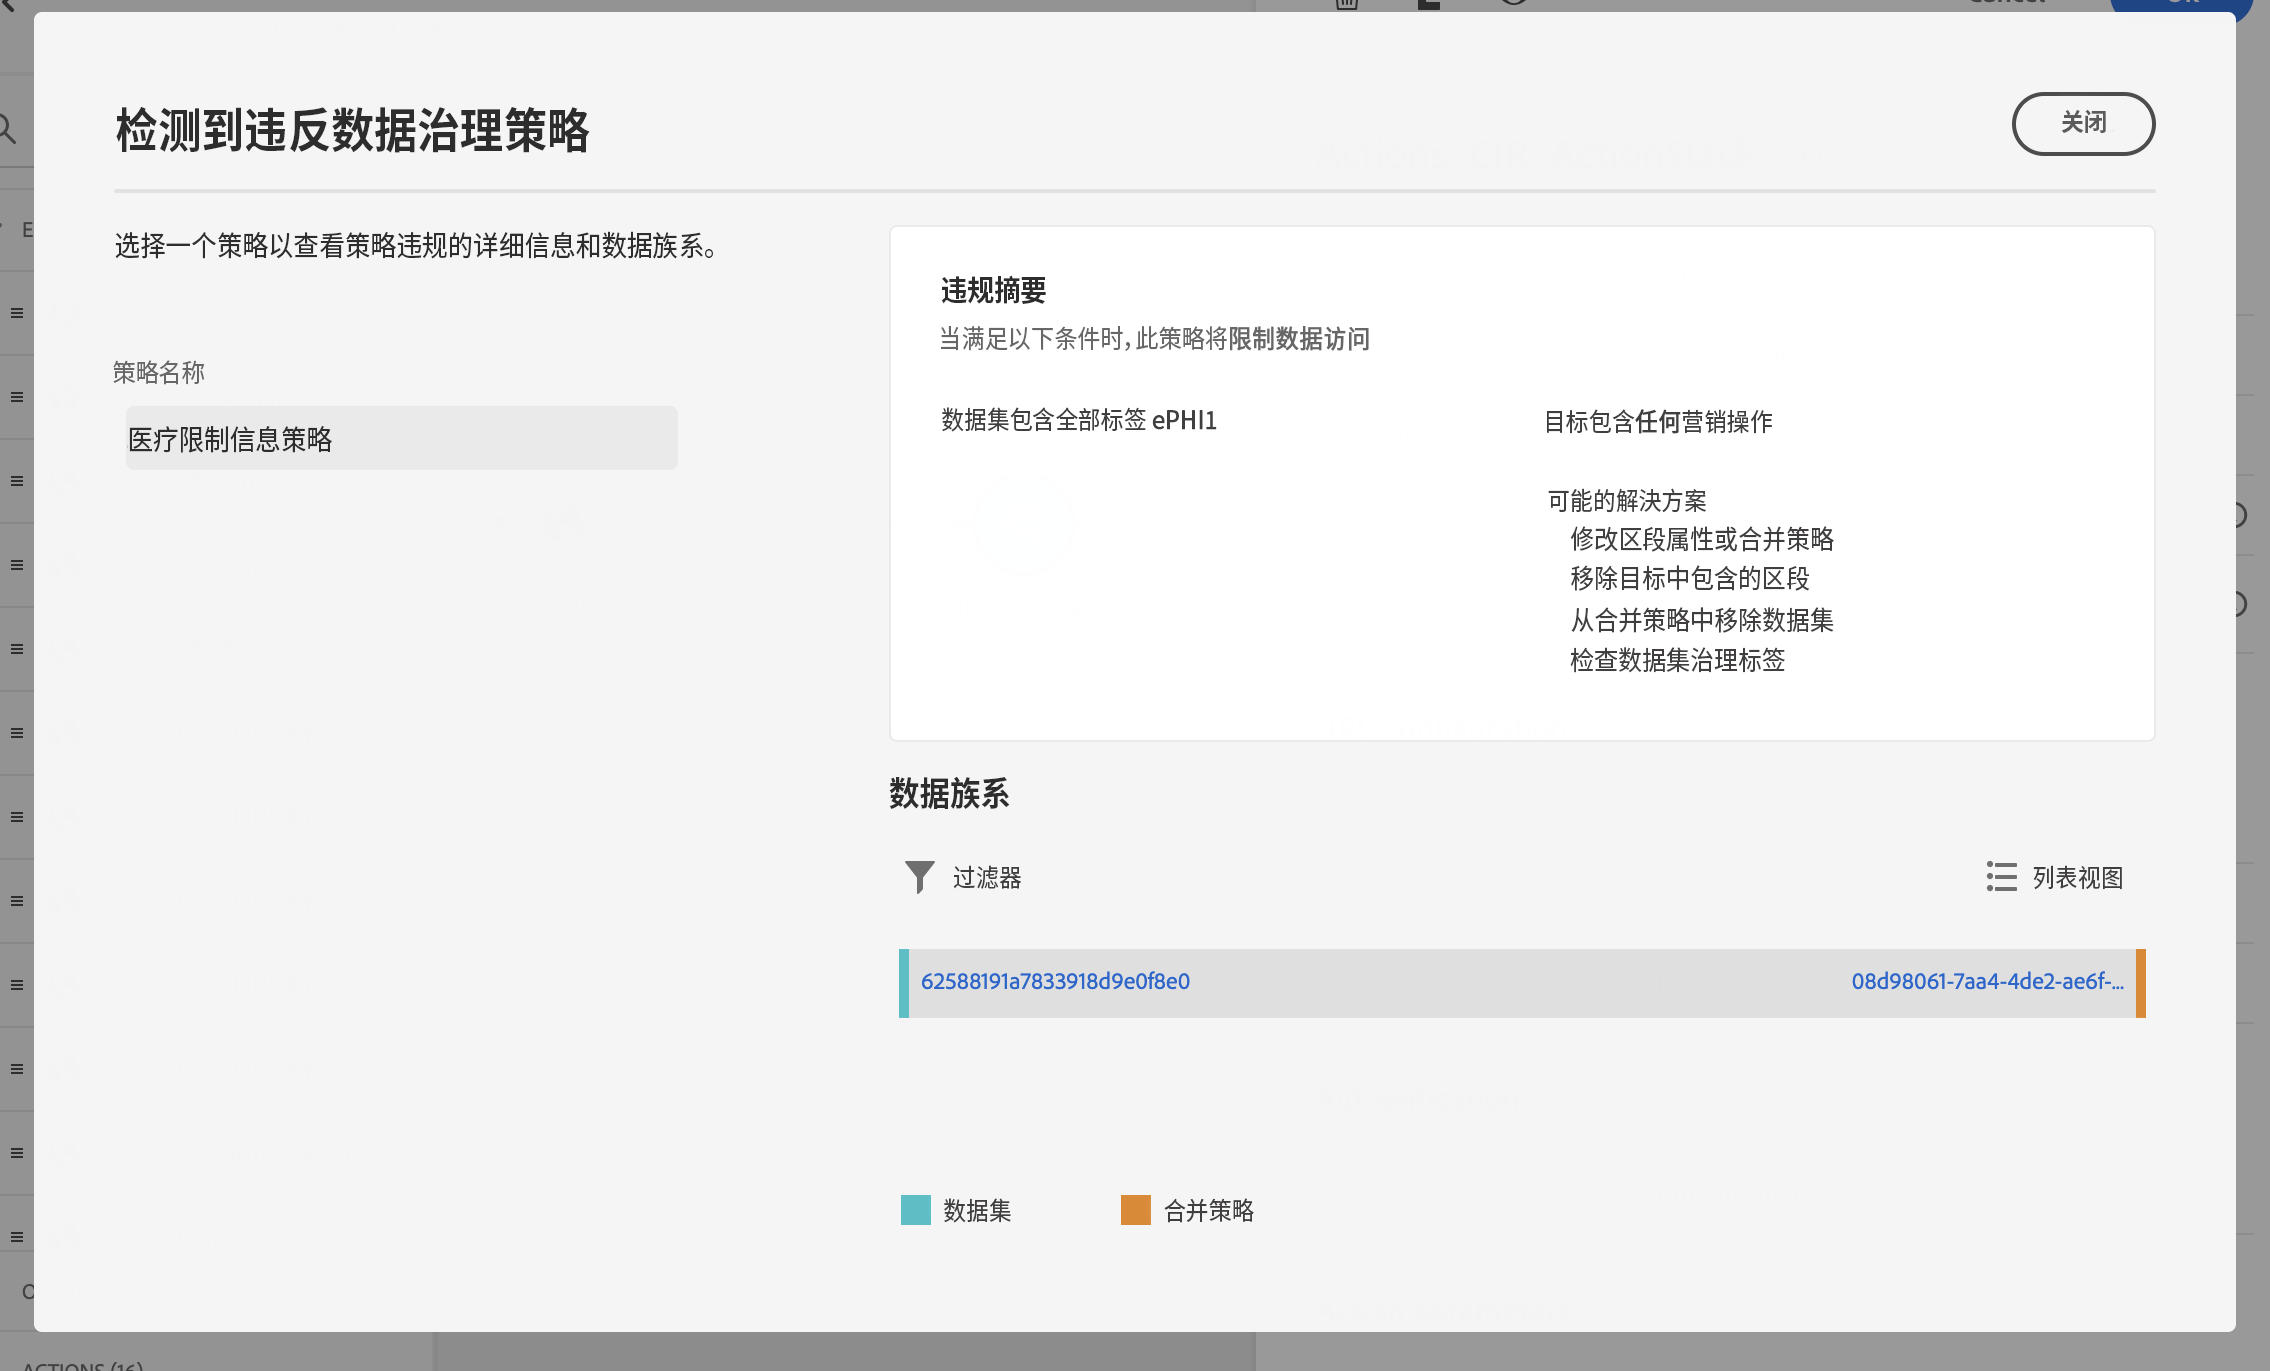 检测到违反数据治理策略
关闭
选择一个策略以查看策略违规的详细信息和数据族系。
策略名称
医疗限制信息策略
违规摘要
当满足以下条件时，此策略将限制数据访问
数据集包含全部标签 ePHI1
目标包含任何营销操作
可能的解決方案
修改区段属性或合并策略
移除目标中包含的区段
从合并策略中移除数据集
检查数据集治理标签
数据族系
过滤器
列表视图
62588191a7833918d9e0f8e0
08d98061-7aa4-4de2-ae6f-...
数据集
合并策略
ACTIONS (16)